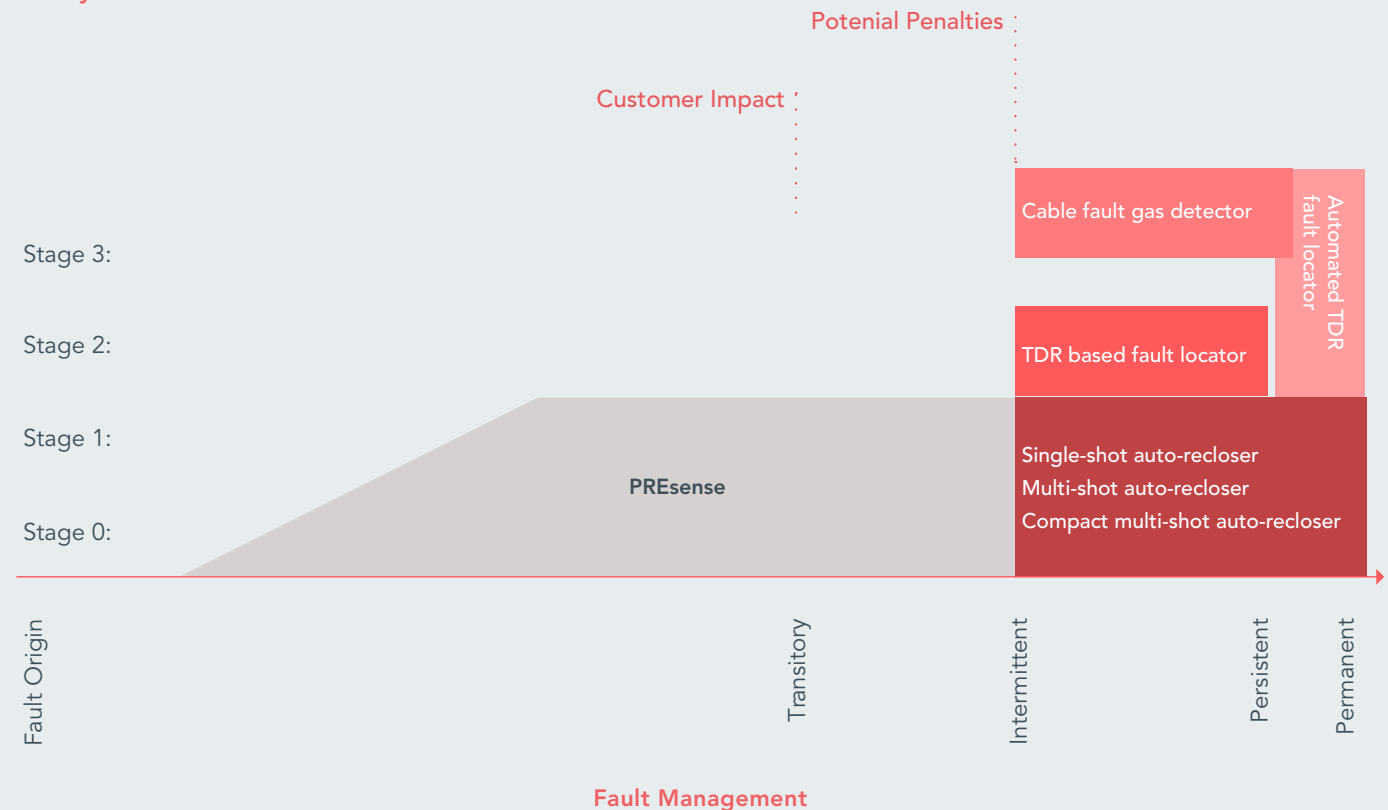 Potenial Penalties
Customer Impact
Cable fault gas detector
Automated TDR
fault locator
Stage 3:
Stage 2:
TDR based fault locator
Stage 1:
Single-shot auto-recloser
PREsense
Multi-shot auto-recloser
Stage 0:
Compact multi-shot auto-recloser
Fault Origin
Transitory
Intermittent
Persistent
Permanent
Fault Management